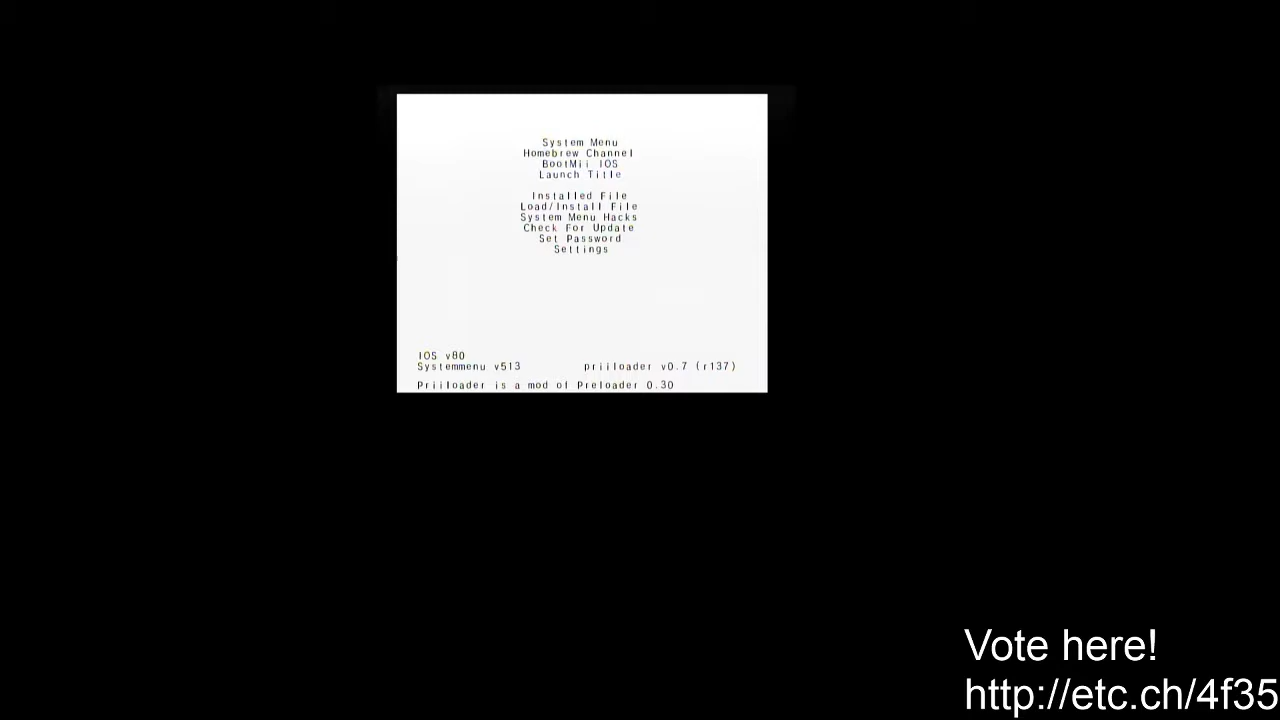 System Menu
Homebrew Channel
BootMii IOS
Launch Title
Installed File
Load/Install File
System Menu Hacks
Check For Update
Set Password
Settings
IOS v80
Systemmenu v513
priiloader v0.7 (r137)
Priiloader is a mod of Preloader 0.30
Vote here!
http://etc.ch/4f35